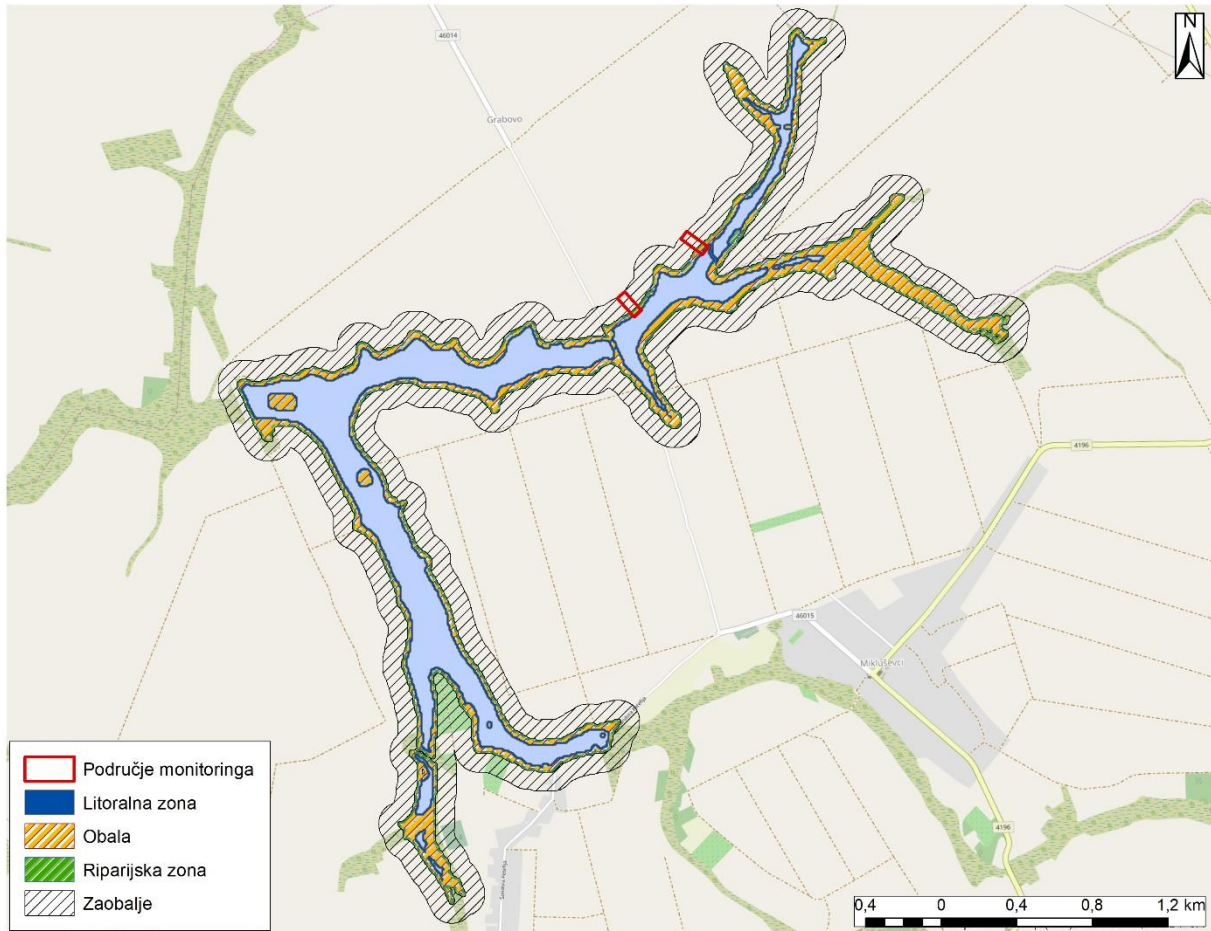 N
46014
Grabovo
4196
46015
Mikluševci
4196
Područje monitoringa
Litoralna zona
Obala
Riparijska zona
Zaobalje
0,4 0 0,4 0,8 1,2 km